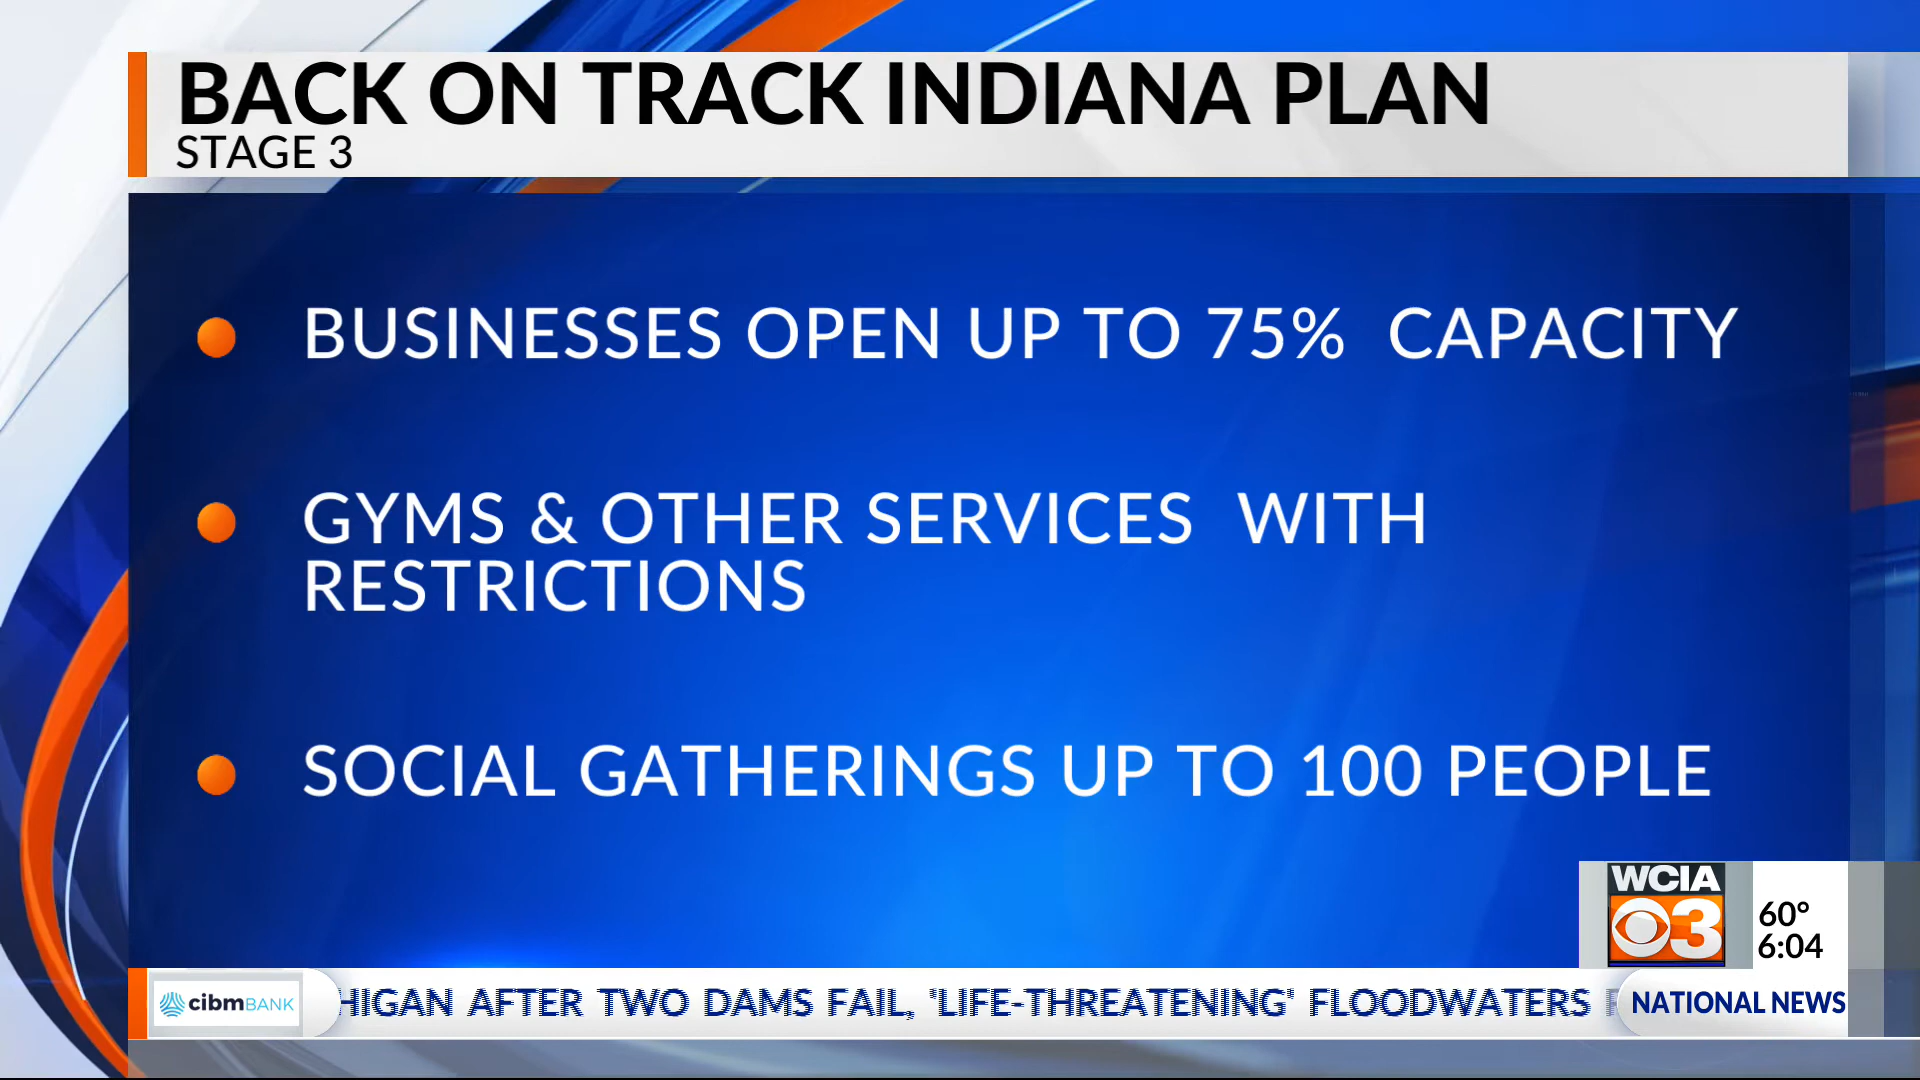 BACK ON TRACK INDIANA PLAN
STAGE 3
BUSINESSES OPEN UP TO 75% CAPACITY
GYMS & OTHER SERVICES WITH
RESTRICTIONS
SOCIAL GATHERINGS UP TO 100 PEOPLE
WCIA
3
60°
6:04
cibmBANK
HIGAN AFTER TWO DAMS FAIL, 'LIFE-THREATENING' FLOODWATERS
NATIONAL NEWS